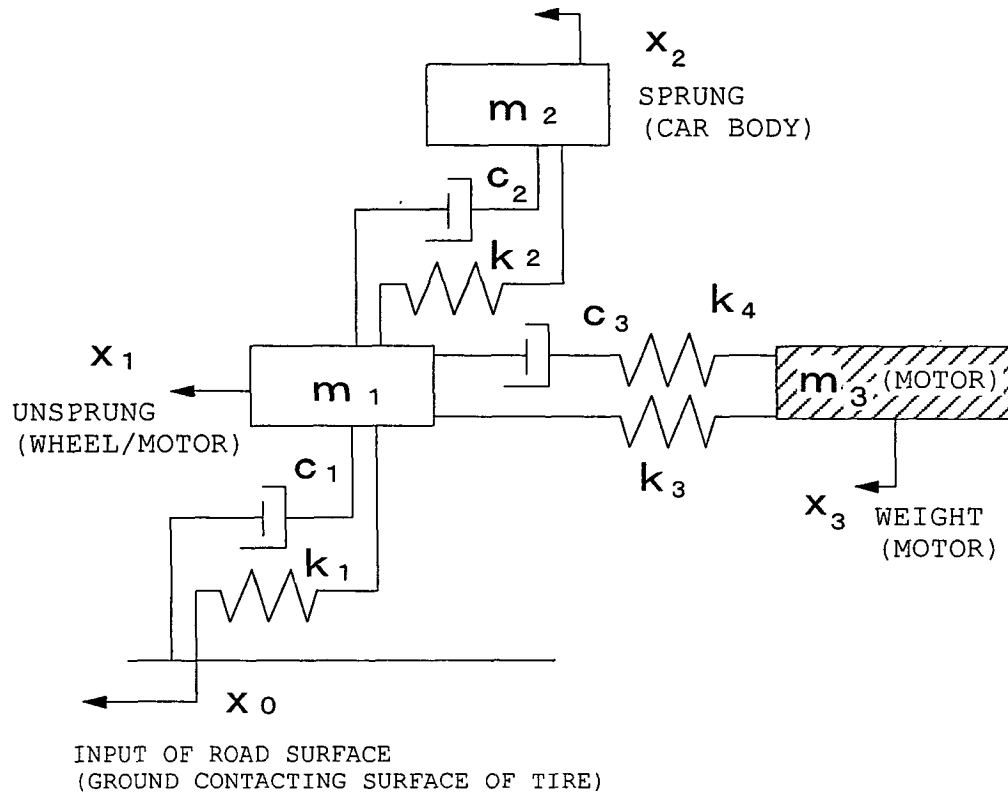 x2
m2
SPRUNG
(CAR BODY)
c2
k2
c3
k4
x1
m1
m3 (MOTOR)
UNSPRUNG
(WHEEL/MOTOR)
c1
k3
x3
WEIGHT
(MOTOR)
k1
x0
INPUT OF ROAD SURFACE
(GROUND CONTACTING SURFACE OF TIRE)